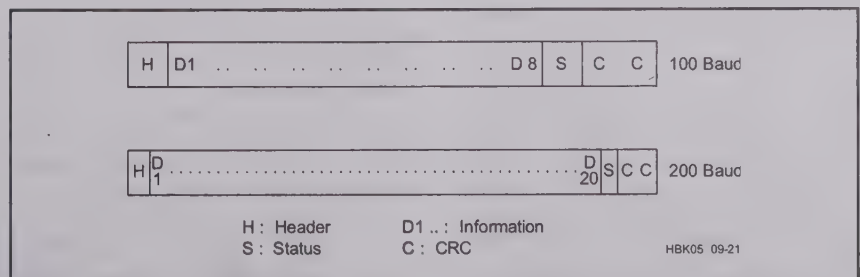 H D1 .. .. .. .. .. .. .. .. D 8 S C C 100 Baud
H D 1 .................................................. D 20 S C C 200 Baud
H : Header D1 .. : Information
S : Status C : CRC
HBK05 09-21